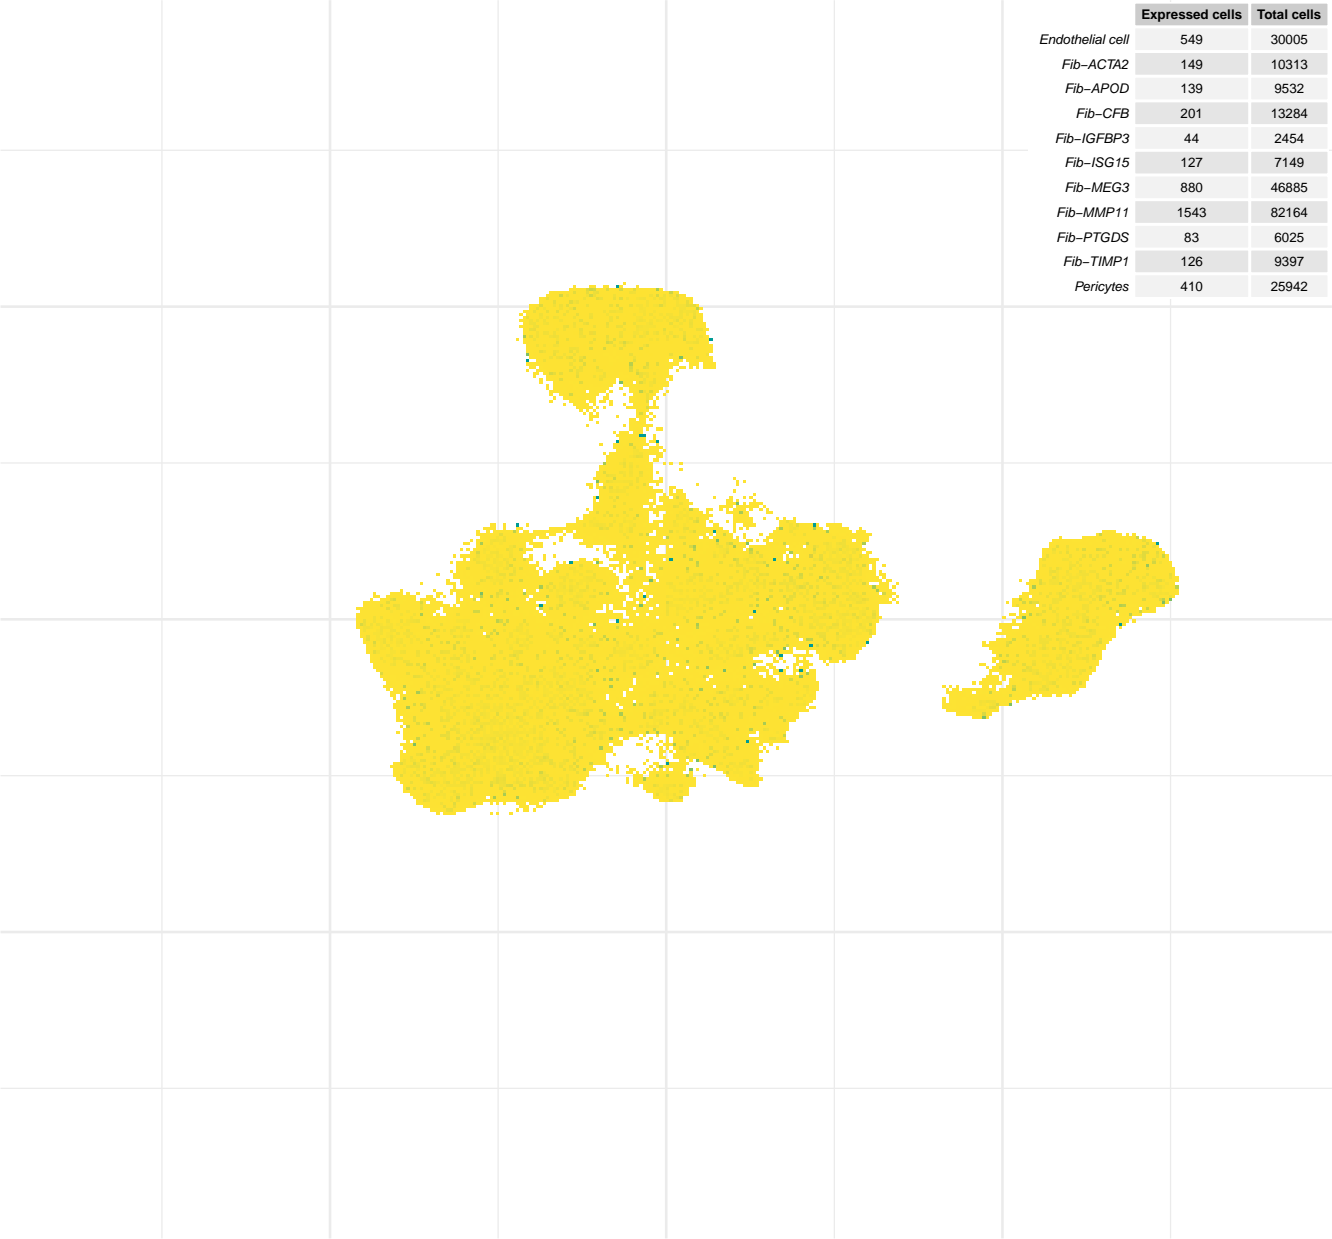 Expressed cells Total cells
Endothelial cell 549 30005
Fib−ACTA2 149 10313
Fib−APOD 139 9532
Fib−CFB 201 13284
Fib−IGFBP3 44 2454
Fib−ISG15 127 7149
Fib−MEG3 880 46885
Fib−MMP11 1543 82164
Fib−PTGDS 83 6025
Fib−TIMP1 126 9397
Pericytes 410 25942